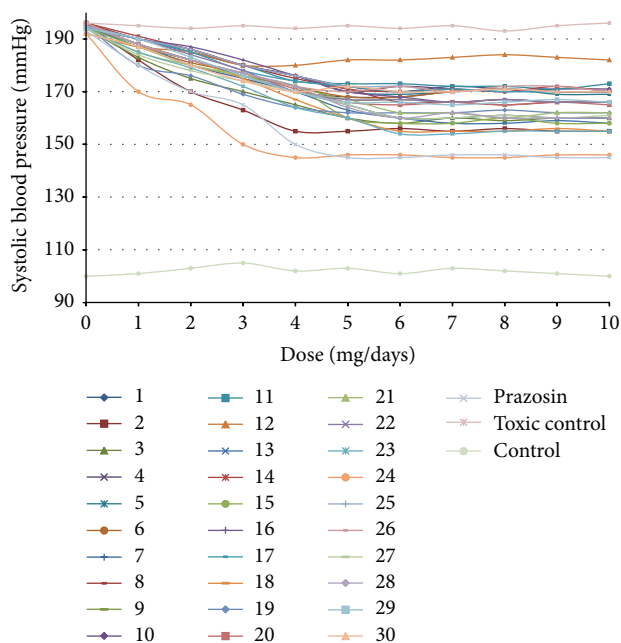 Systolic blood pressure (mmHg)
190
170
150
130
110
90
0 1 2 3 4 5 6 7 8 9 10
Dose (mg/days)
1 11 21 Prazosin
2 12 22 Toxic control
3 13 23 Control
4 14 24
5 15 25
6 16 26
7 17 27
8 18 28
9 19 29
10 20 30